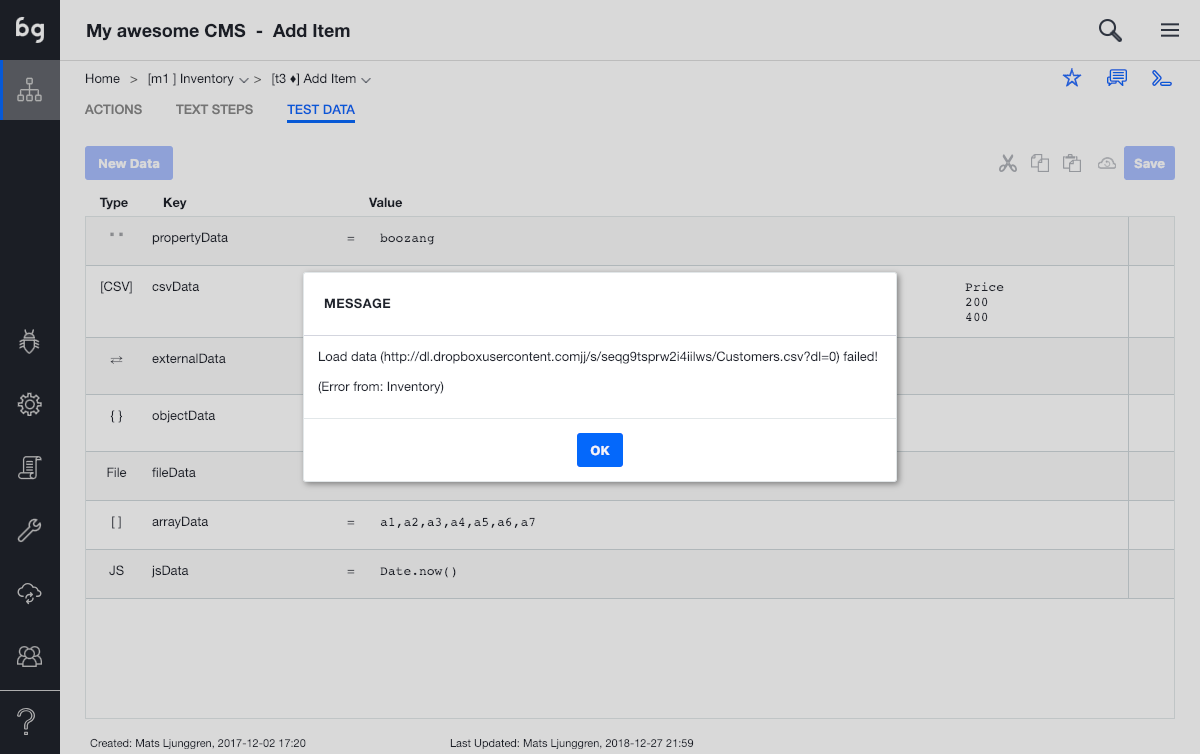 bg
My awesome CMS - Add Item
Home > [m1 ] Inventory > [t3 ♦] Add Item
ACTIONS TEXT STEPS TEST DATA
New Data
Save
Type Key Value
" " propertyData = boozang
[CSV] csvData
Price
200
400
⇄ externalData
{ } objectData
File fileData
[ ] arrayData = a1,a2,a3,a4,a5,a6,a7
JS jsData = Date.now()
MESSAGE
Load data (http://dl.dropboxusercontent.comjj/s/seqg9tsprw2i4iilws/Customers.csv?dl=0) failed!
(Error from: Inventory)
OK
Created: Mats Ljunggren, 2017-12-02 17:20
Last Updated: Mats Ljunggren, 2018-12-27 21:59